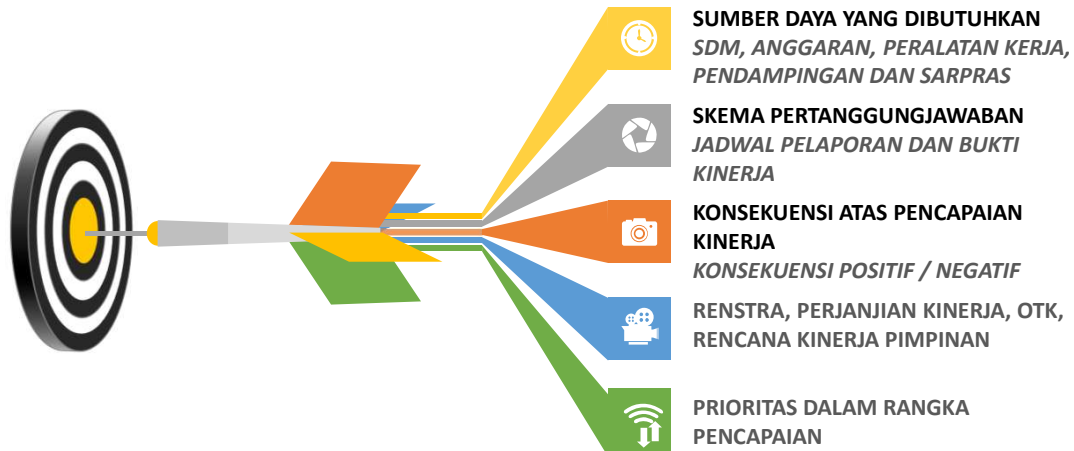 SUMBER DAYA YANG DIBUTUHKAN
SDM, ANGGARAN, PERALATAN KERJA,
PENDAMPINGAN DAN SARPRAS
SKEMA PERTANGGUNGJAWABAN
JADWAL PELAPORAN DAN BUKTI
KINERJA
KONSEKUENSI ATAS PENCAPAIAN
KINERJA
KONSEKUENSI POSITIF / NEGATIF
RENSTRA, PERJANJIAN KINERJA, OTK,
RENCANA KINERJA PIMPINAN
PRIORITAS DALAM RANGKA
PENCAPAIAN